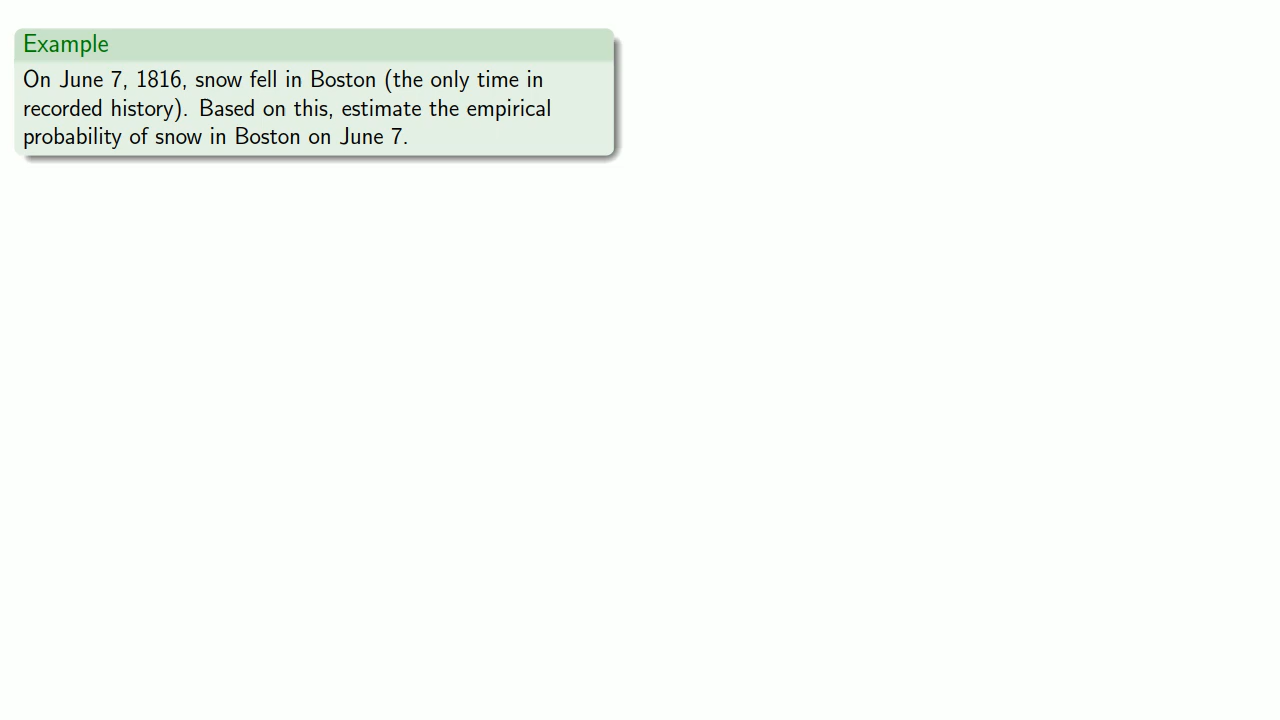 Example
On June 7, 1816, snow fell in Boston (the only time in
recorded history). Based on this, estimate the empirical
probability of snow in Boston on June 7.